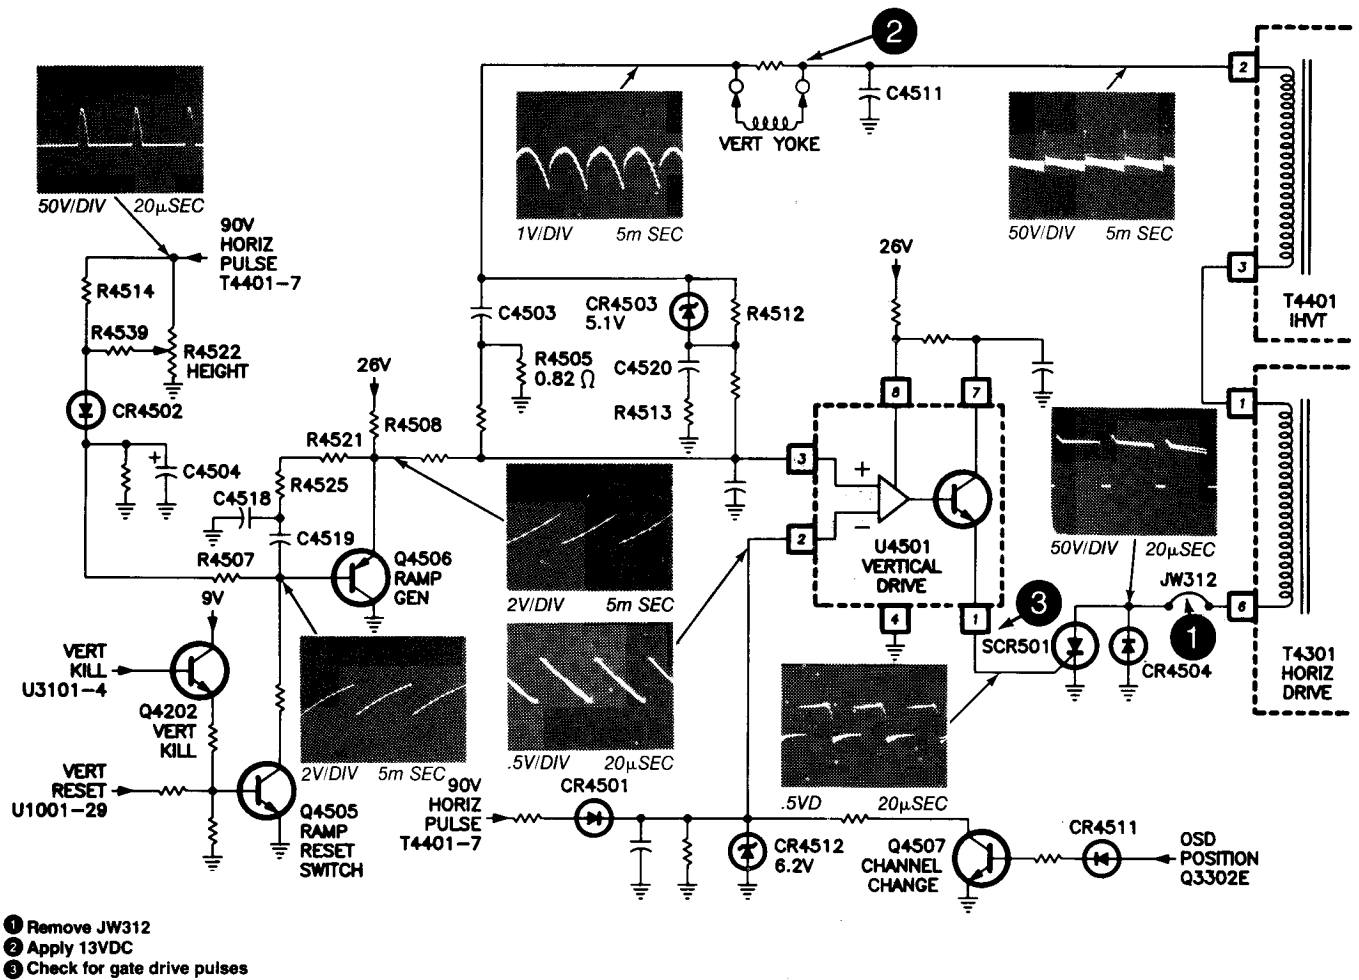 2
2
C4511
VERT YOKE
1V/DIV 5m SEC
50V/DIV 5m SEC
50V/DIV 20µSEC
90V
HORIZ
PULSE
T4401-7
R4514
R4539
R4522
HEIGHT
CR4502
26V
3
T4401
IHVT
C4503
CR4503
5.1V
R4512
R4505
0.82 Ω
C4520
R4513
26V
R4508
R4521
8
7
1
C4504
R4525
C4518
C4519
R4507
3
+
−
2
Q4506
RAMP
GEN
9V
2V/DIV 5m SEC
U4501
VERTICAL
DRIVE
4
1
3
50V/DIV 20µSEC
JW312
6
1
SCR501
CR4504
T4301
HORIZ
DRIVE
VERT
KILL
U3101-4
Q4202
VERT
KILL
2V/DIV 5m SEC
.5V/DIV 20µSEC
.5VD 20µSEC
VERT
RESET
U1001-29
Q4505
RAMP
RESET
SWITCH
90V
HORIZ
PULSE
T4401-7
CR4501
CR4512
6.2V
Q4507
CHANNEL
CHANGE
CR4511
OSD
POSITION
Q3302E
1 Remove JW312
2 Apply 13VDC
3 Check for gate drive pulses